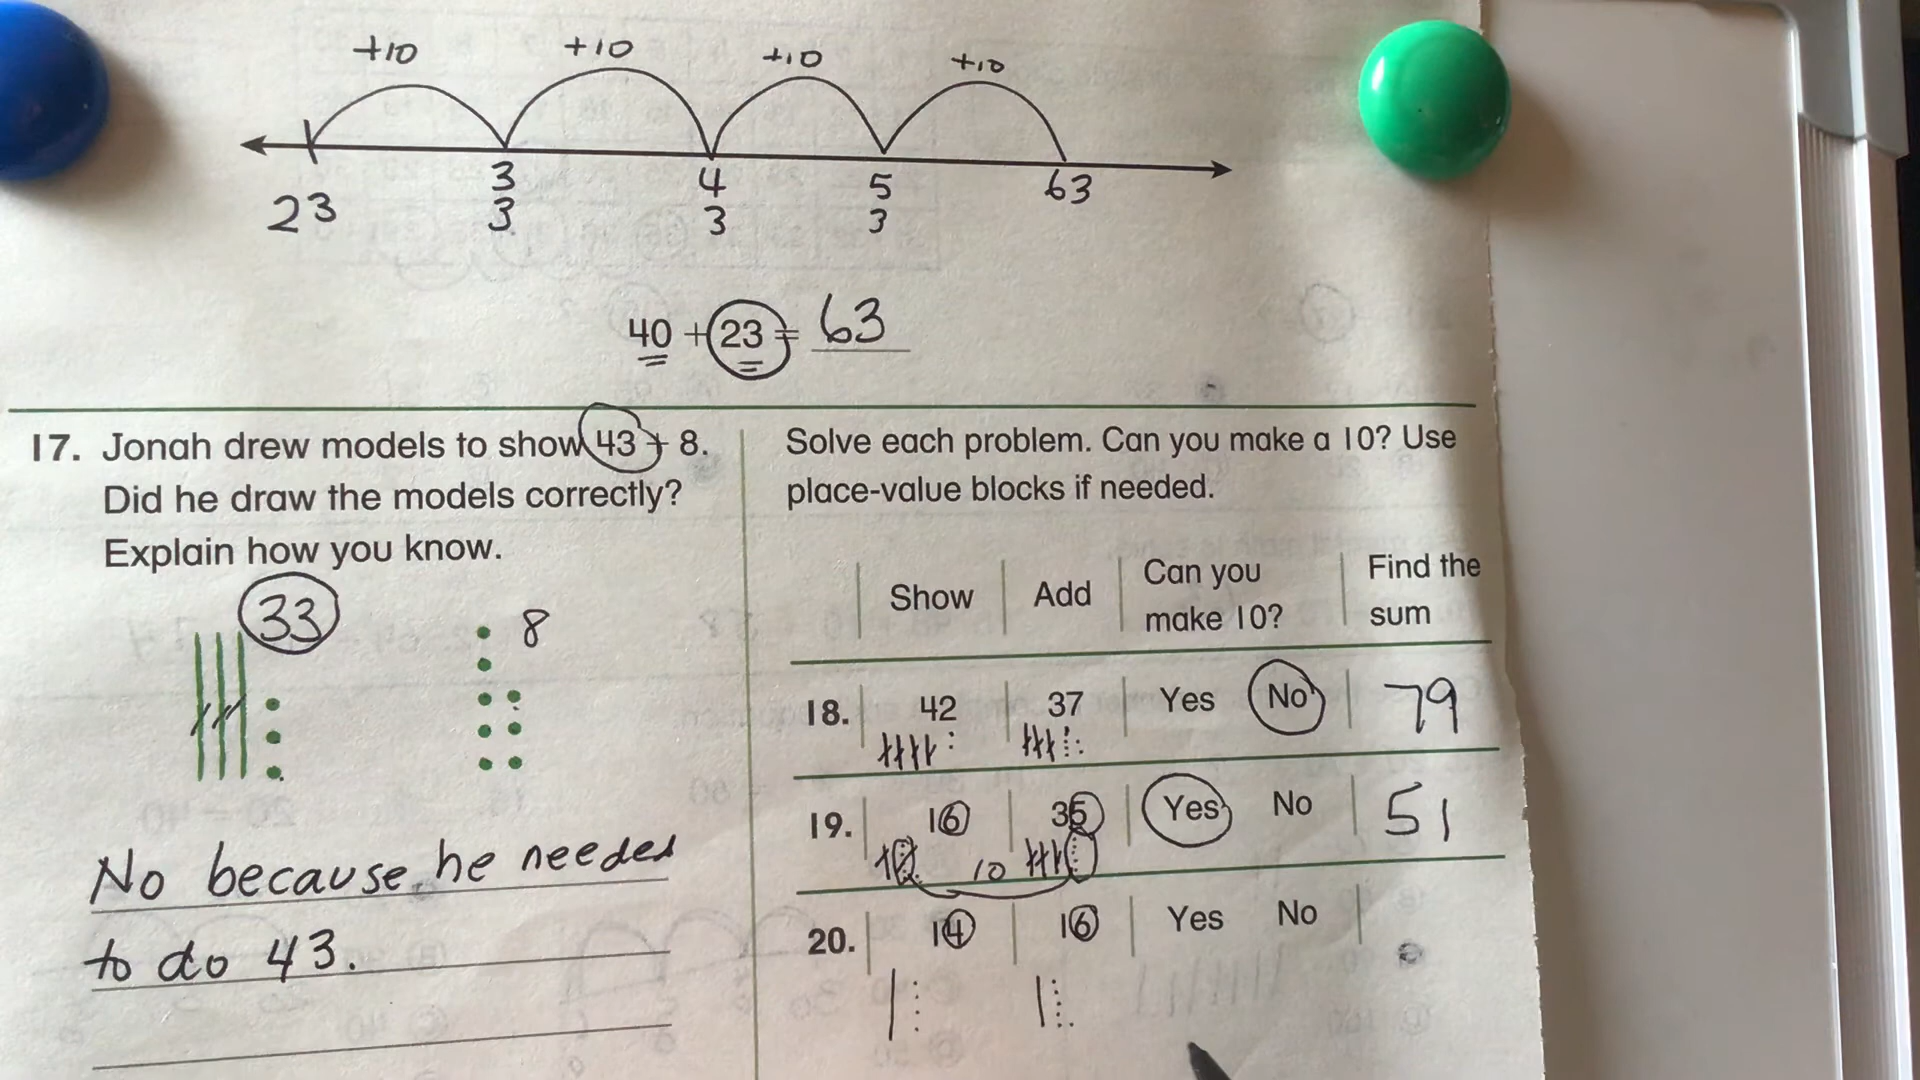 +10 +10 +10 +10
23 33 43 53 63
40 + 23 = 63
17. Jonah drew models to show 43 + 8.
Did he draw the models correctly?
Explain how you know.
33 8
No because he needed
to do 43.
Solve each problem. Can you make a 10? Use
place-value blocks if needed.
Show Add Can you make 10? Find the sum
18. 42 37 Yes No 79
19. 16 35 Yes No 51
10
20. 14 16 Yes No